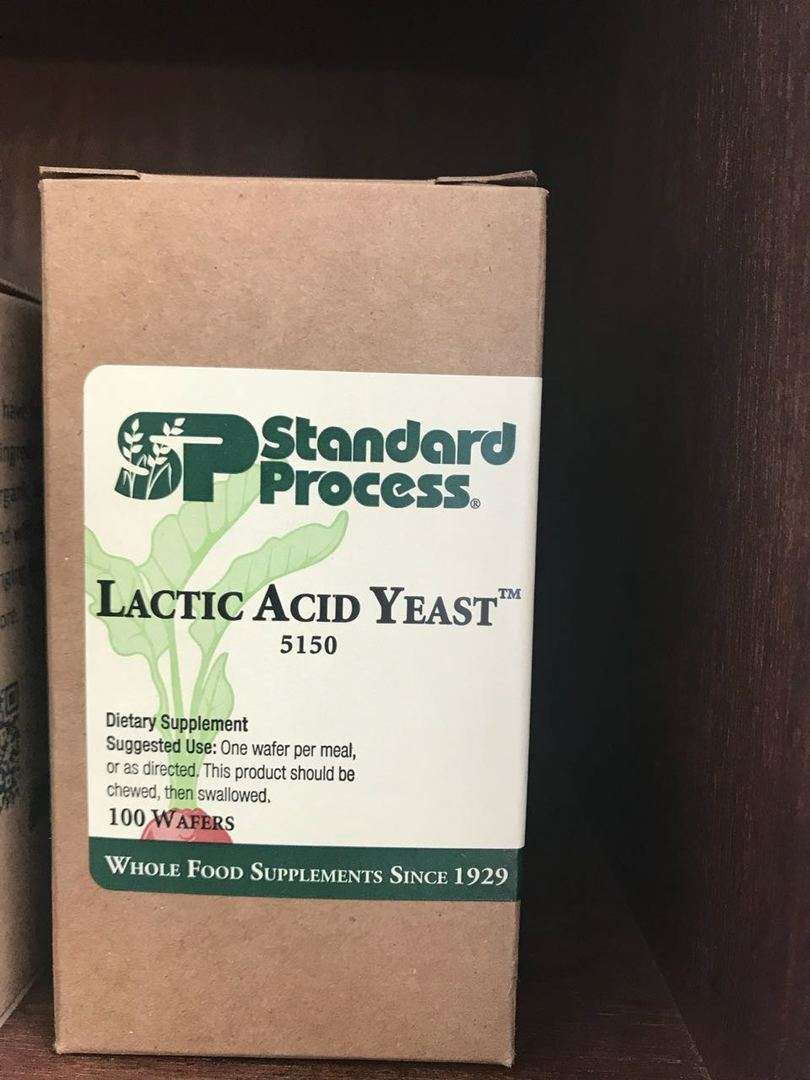 SP Standard
Process®
LACTIC ACID YEAST™
5150
Dietary Supplement
Suggested Use: One wafer per meal,
or as directed. This product should be
chewed, then swallowed.
100 WAFERS
WHOLE FOOD SUPPLEMENTS SINCE 1929